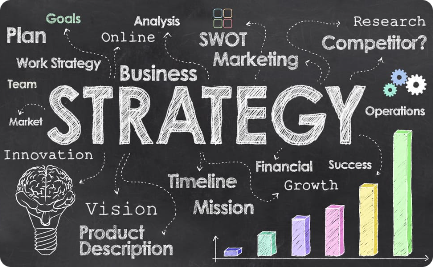 Goals
Analysis
Research
Plan
Online
SWOT
Competitor?
Marketing
Work Strategy
Business
Team
STRATEGY
Operations
Market
Innovation
Financial
Success
Timeline
Growth
Vision
Mission
Product
Description